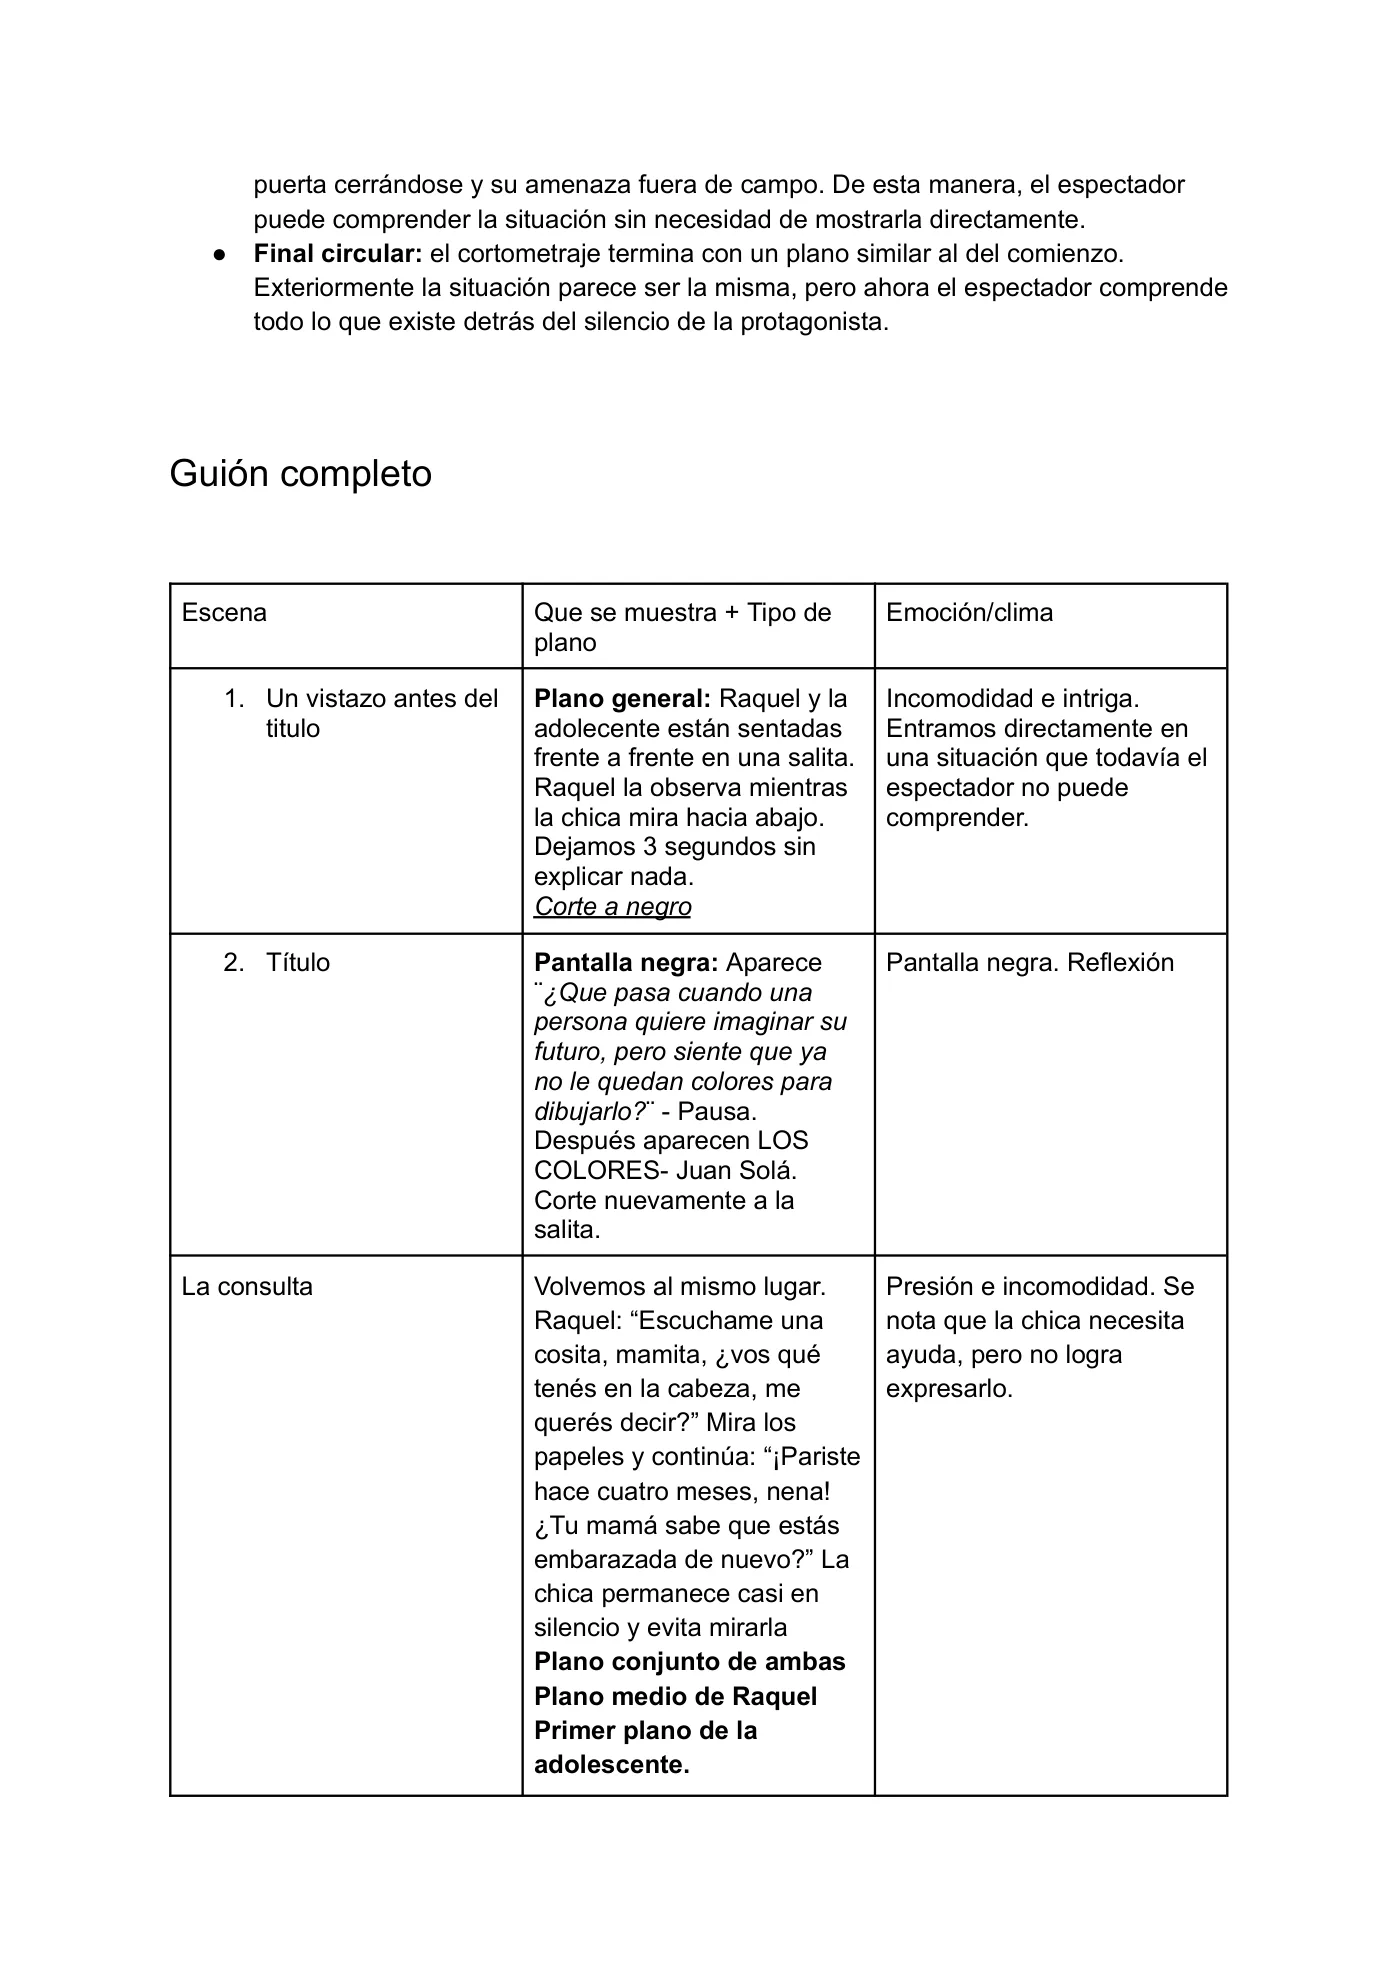 puerta cerrándose y su amenaza fuera de campo. De esta manera, el espectador
puede comprender la situación sin necesidad de mostrarla directamente.
● Final circular: el cortometraje termina con un plano similar al del comienzo.
Exteriormente la situación parece ser la misma, pero ahora el espectador comprende
todo lo que existe detrás del silencio de la protagonista.
Guión completo
Escena
Que se muestra + Tipo de
plano
Emoción/clima
1. Un vistazo antes del
titulo
Plano general: Raquel y la
adolecente están sentadas
frente a frente en una salita.
Raquel la observa mientras
la chica mira hacia abajo.
Dejamos 3 segundos sin
explicar nada.
Corte a negro
Incomodidad e intriga.
Entramos directamente en
una situación que todavía el
espectador no puede
comprender.
2. Título
Pantalla negra: Aparece
¨¿Que pasa cuando una
persona quiere imaginar su
futuro, pero siente que ya
no le quedan colores para
dibujarlo?¨ - Pausa.
Después aparecen LOS
COLORES- Juan Solá.
Corte nuevamente a la
salita.
Pantalla negra. Reflexión
La consulta
Volvemos al mismo lugar.
Raquel: “Escuchame una
cosita, mamita, ¿vos qué
tenés en la cabeza, me
querés decir?” Mira los
papeles y continúa: “¡Pariste
hace cuatro meses, nena!
¿Tu mamá sabe que estás
embarazada de nuevo?” La
chica permanece casi en
silencio y evita mirarla
Plano conjunto de ambas
Plano medio de Raquel
Primer plano de la
adolescente.
Presión e incomodidad. Se
nota que la chica necesita
ayuda, pero no logra
expresarlo.